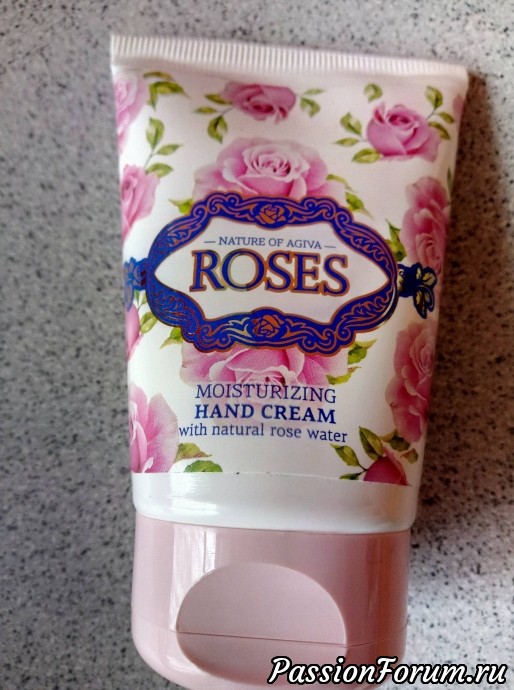 — NATURE OF AGIVA —
ROSES
MOISTURIZING
HAND CREAM
with natural rose water
PassionForum.ru